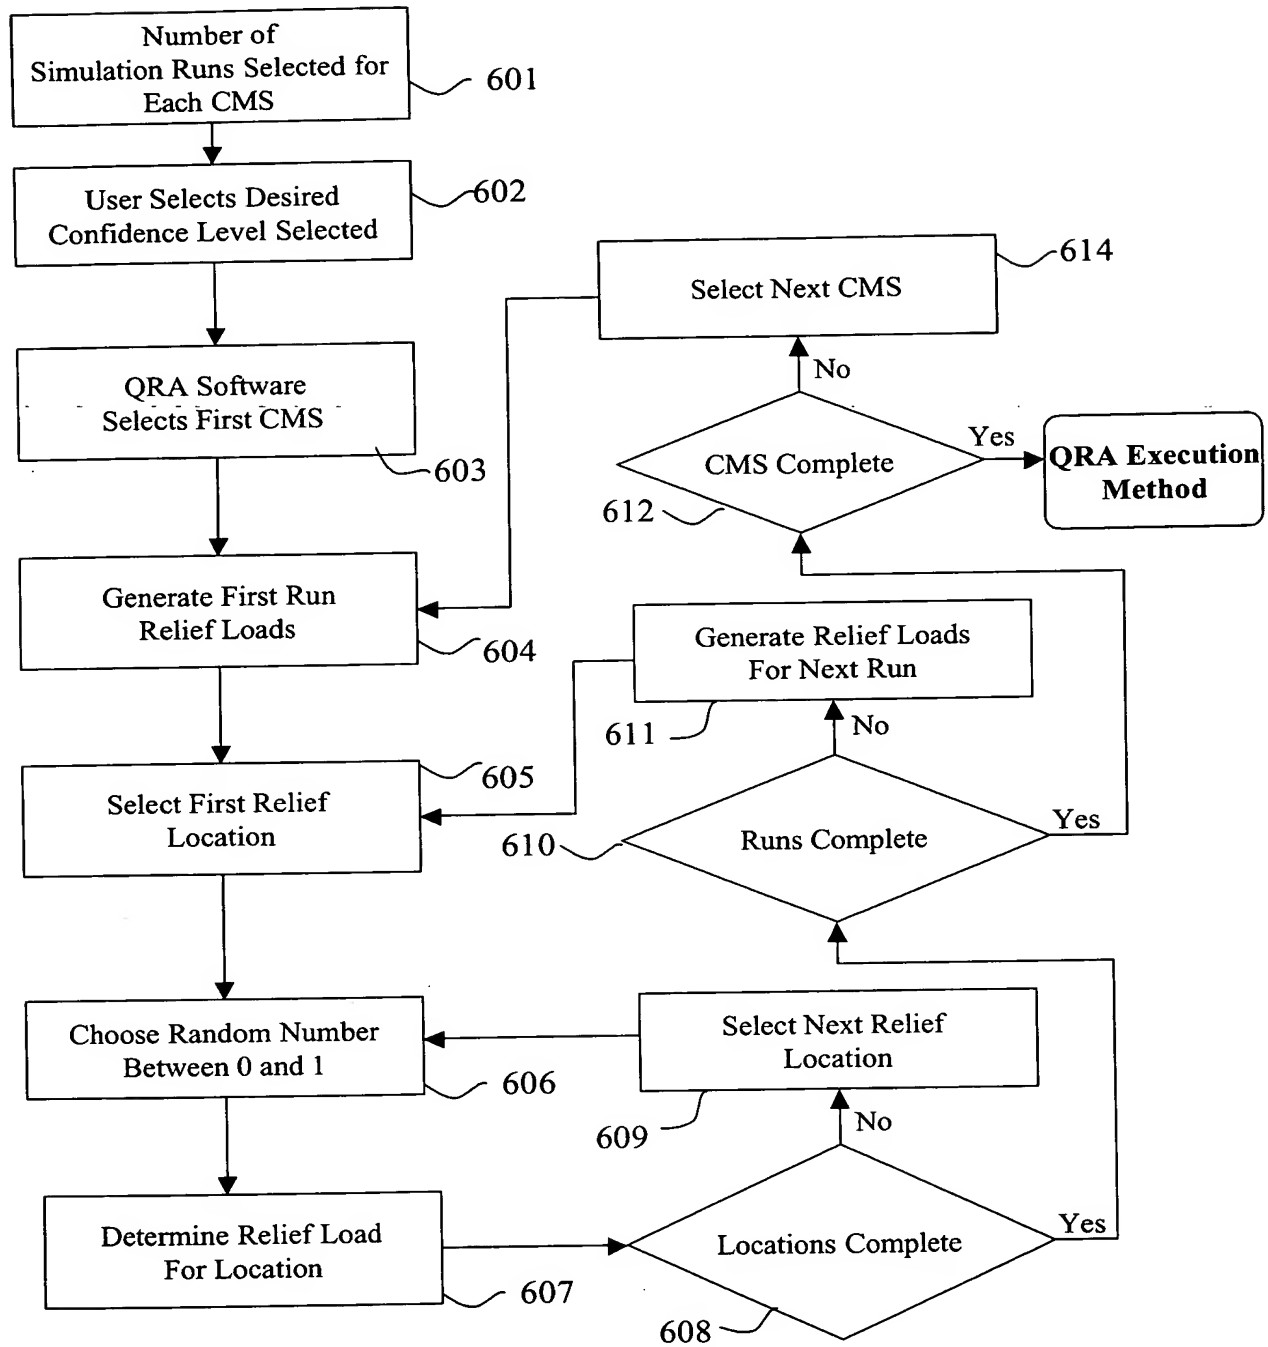 Number of
Simulation Runs Selected for
Each CMS
601
User Selects Desired
Confidence Level Selected
602
QRA Software
Selects First CMS
603
Generate First Run
Relief Loads
604
Select First Relief
Location
605
Choose Random Number
Between 0 and 1
606
Determine Relief Load
For Location
607
Locations Complete
608
Yes
No
Select Next Relief
Location
609
Runs Complete
610
Yes
No
Generate Relief Loads
For Next Run
611
CMS Complete
612
Yes
QRA Execution
Method
No
Select Next CMS
614